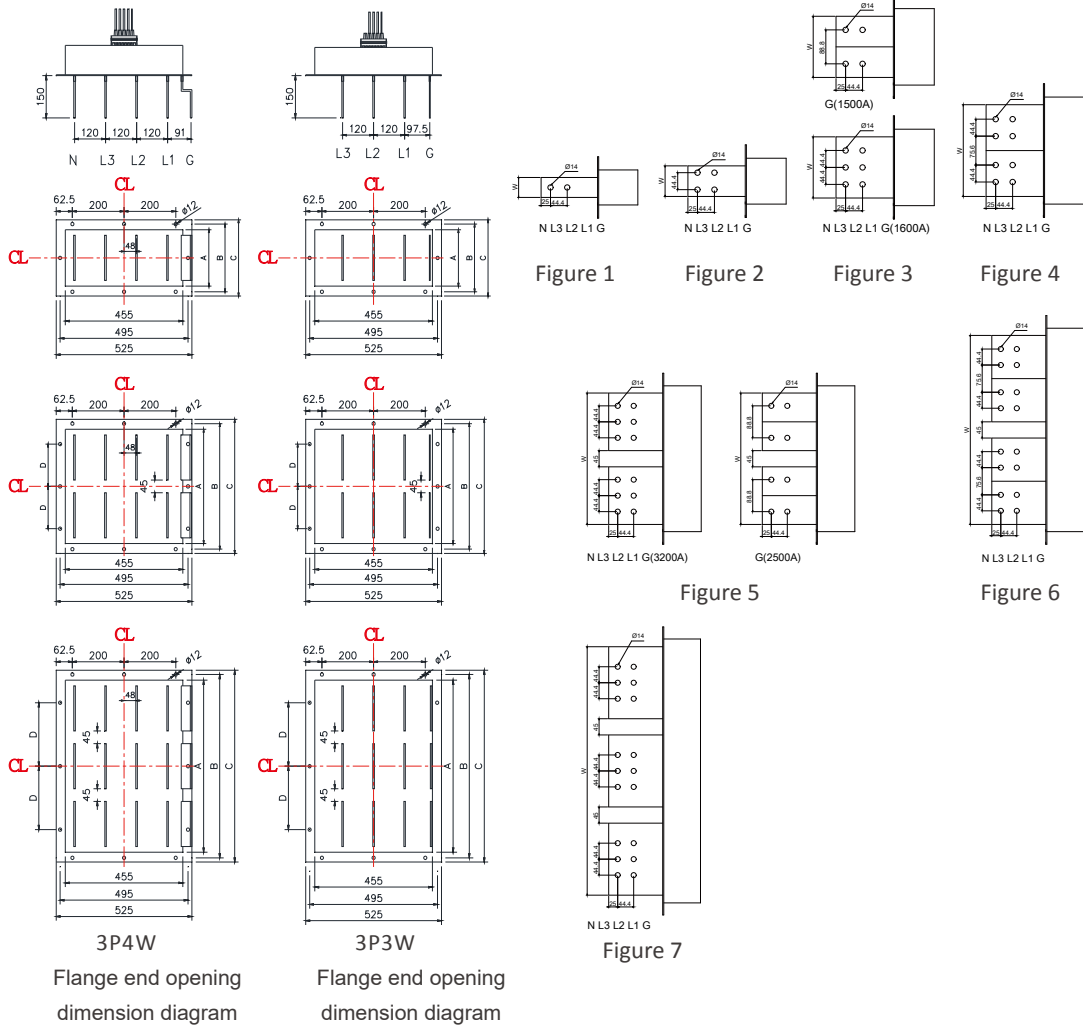 150
120 120 120 91
N L3 L2 L1 G
150
120 120 97.5
L3 L2 L1 G
CL
62.5 200 200 ø12
48
CL
A B C
455
495
525
CL
62.5 200 200 ø12
CL
A B C
455
495
525
CL
62.5 200 200 ø12
48
D
45
CL
D
A B C
455
495
525
CL
62.5 200 200 ø12
D
45
CL
D
A B C
455
495
525
CL
62.5 200 200 ø12
48
D
45
CL
45
D
A B C
455
495
525
3P4W
Flange end opening
dimension diagram
CL
62.5 200 200 ø12
D
45
CL
45
D
A B C
455
495
525
3P3W
Flange end opening
dimension diagram
Ø14
W
25 44.4
N L3 L2 L1 G
Figure 1
Ø14
W
44.4
25 44.4
N L3 L2 L1 G
Figure 2
Ø14
W
88.8
25 44.4
G(1500A)
Ø14
W
44.4
44.4
25 44.4
N L3 L2 L1 G(1600A)
Figure 3
Ø14
W
44.4
75.6
44.4
25 44.4
N L3 L2 L1 G
Figure 4
Ø14
W
44.4
44.4
45
44.4
44.4
25 44.4
N L3 L2 L1 G(3200A)
Ø14
W
88.8
45
88.8
25 44.4
G(2500A)
Figure 5
Ø14
W
44.4
75.6
44.4
45
44.4
75.6
44.4
25 44.4
N L3 L2 L1 G
Figure 6
Ø14
W
44.4
44.4
45
44.4
44.4
45
44.4
44.4
25 44.4
N L3 L2 L1 G
Figure 7